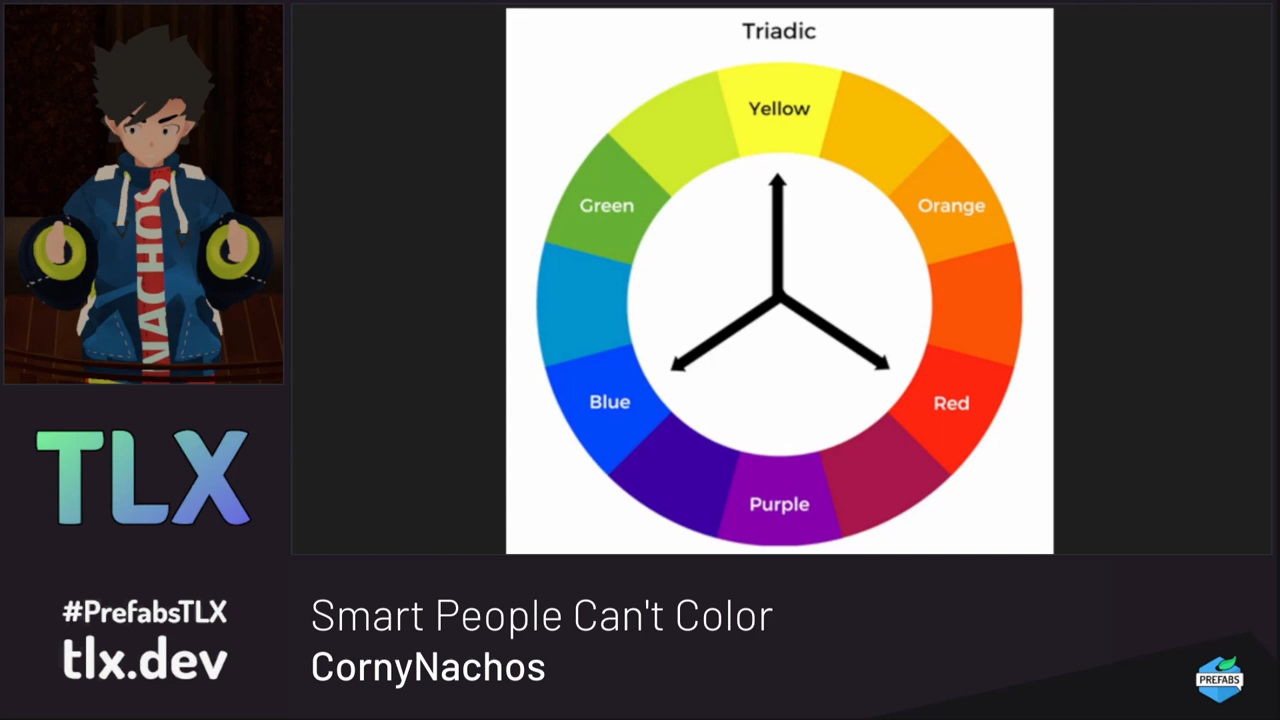 Triadic
Yellow
Green
Orange
Blue
Red
Purple
NACHOS
TLX
#PrefabsTLX
tlx.dev
Smart People Can't Color
CornyNachos
PREFABS